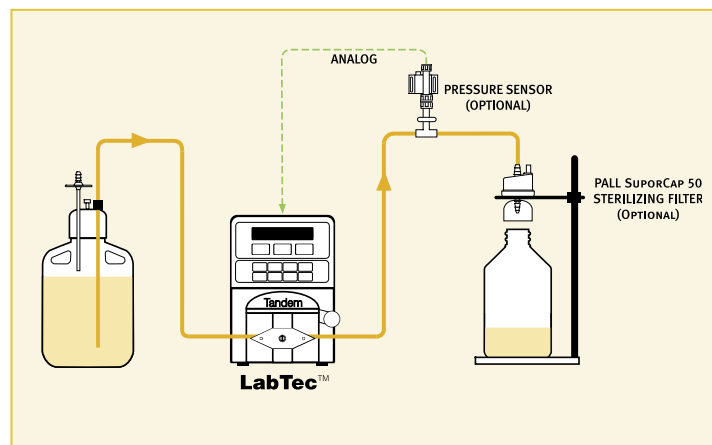 ANALOG
PRESSURE SENSOR
(OPTIONAL)
PALL SUPORCAP 50
STERILIZING FILTER
(OPTIONAL)
Tandem
LabTec™